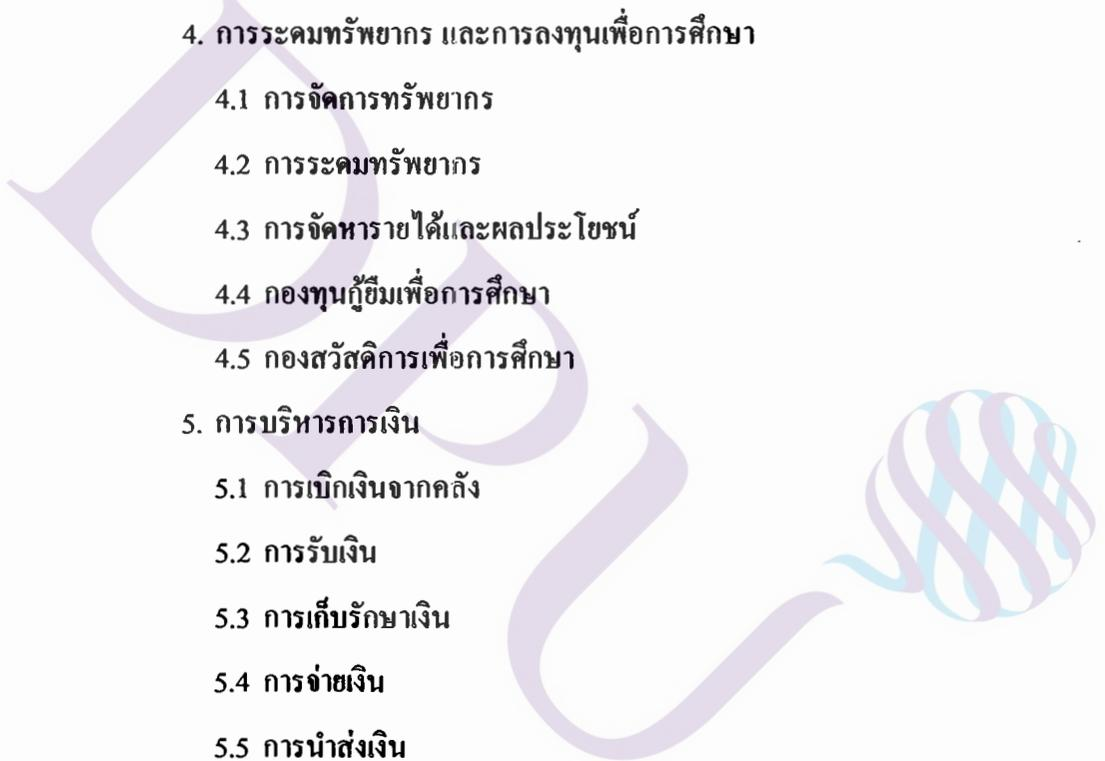 4. การระดมทรัพยากร และการลงทุนเพื่อการศึกษา
4.1 การจัดการทรัพยากร
4.2 การระดมทรัพยากร
4.3 การจัดหารายได้และผลประโยชน์
4.4 กองทุนกู้ยืมเพื่อการศึกษา
4.5 กองสวัสดิการเพื่อการศึกษา
5. การบริหารการเงิน
5.1 การเบิกเงินจากคลัง
5.2 การรับเงิน
5.3 การเก็บรักษาเงิน
5.4 การจ่ายเงิน
5.5 การนำส่งเงิน
DPU